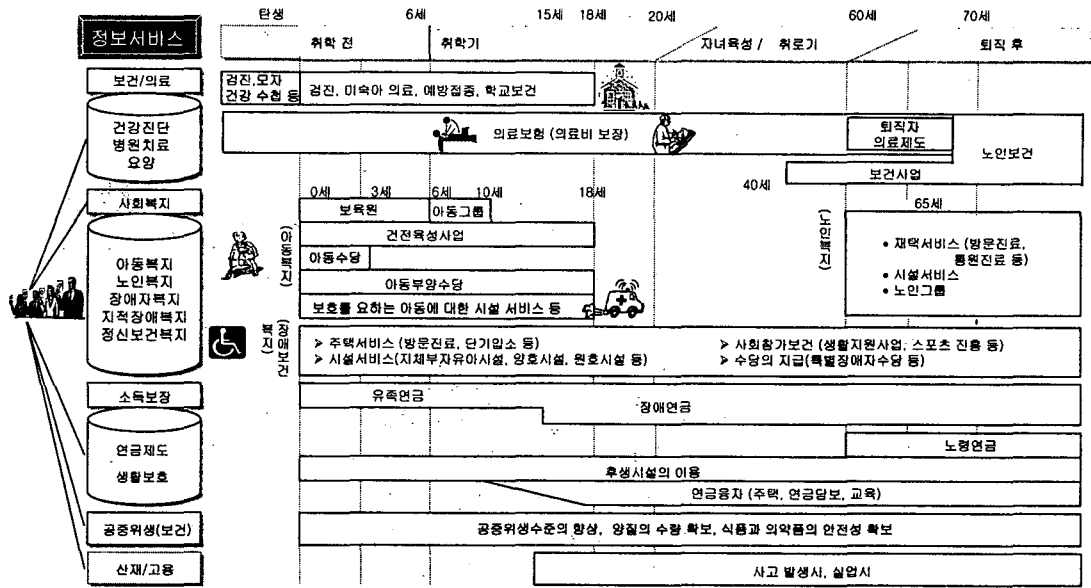 탄생 6세 15세 18세 20세 60세 70세
정보서비스
취학 전 취학기 자녀육성 / 취로기 퇴직 후
보건/의료
검진,모자
건강 수첩 등
검진, 미숙아 의료, 예방접종, 학교보건
건강진단
병원치료
요양
의료보험 (의료비 보장)
퇴직자
의료제도
노인보건
보건사업
사회복지
0세 3세 6세 10세 18세 40세 65세
보육원 아동그룹
(아동복지)
건전육성사업
아동수당
아동부양수당
보호를 요하는 아동에 대한 시설 서비스 등
(노인복지)
• 재택서비스 (방문진료,
통원진료 등)
• 시설서비스
• 노인그룹
아동복지
노인복지
장애자복지
지적장애복지
정신보건복지
장애보건
복지)
➢ 주택서비스 (방문진료, 단기입소 등)
➢ 시설서비스(지체부자유아시설, 양호시설, 원호시설 등)
➢ 사회참가보건 (생활지원사업, 스포츠 진흥 등)
➢ 수당의 지급(특별장애자수당 등)
소득보장
유족연금
장애연금
노령연금
연금제도
생활보호
후생시설의 이용
연금융자 (주택, 연금담보, 교육)
공중위생(보건)
공중위생수준의 향상, 양질의 수량 확보, 식품과 의약품의 안전성 확보
산재/고용
사고 발생시, 실업시